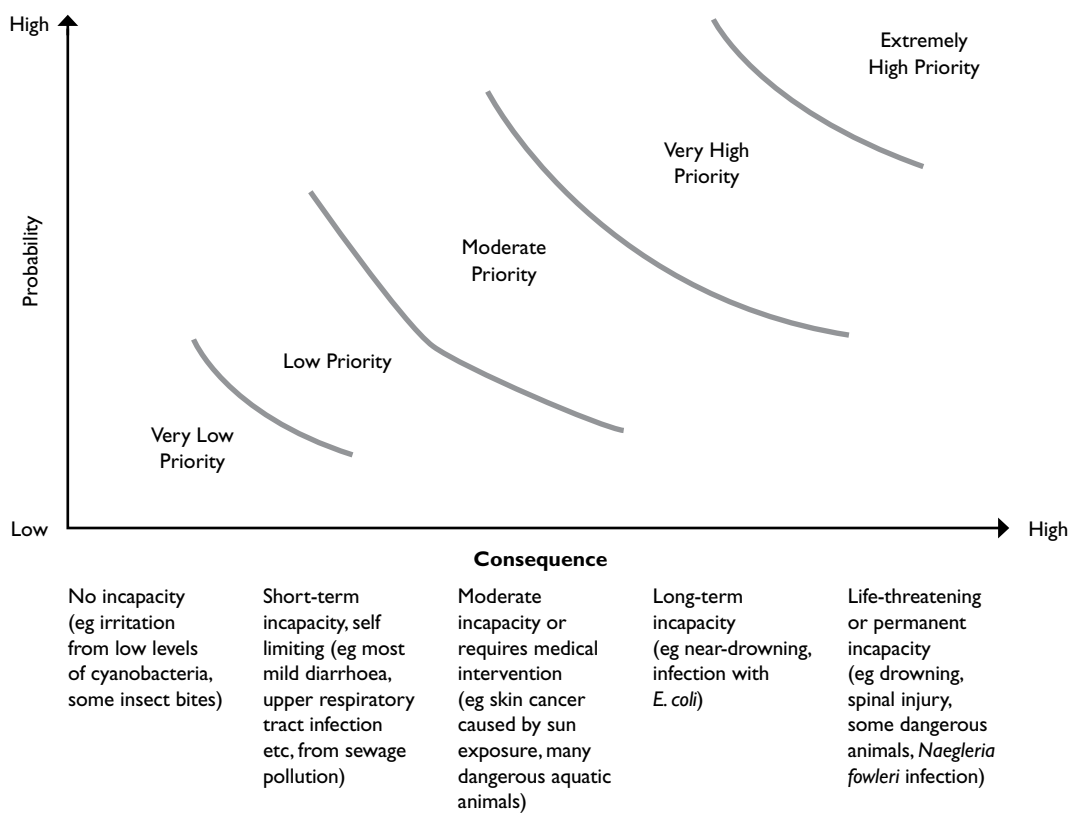 High
Extremely
High Priority
Very High
Priority
Moderate
Priority
Probability
Low Priority
Very Low
Priority
Low
High
Consequence
No incapacity
(eg irritation
from low levels
of cyanobacteria,
some insect bites)
Short-term
incapacity, self
limiting (eg most
mild diarrhoea,
upper respiratory
tract infection
etc, from sewage
pollution)
Moderate
incapacity or
requires medical
intervention
(eg skin cancer
caused by sun
exposure, many
dangerous aquatic
animals)
Long-term
incapacity
(eg near-drowning,
infection with
E. coli)
Life-threatening
or permanent
incapacity
(eg drowning,
spinal injury,
some dangerous
animals, Naegleria
fowleri infection)